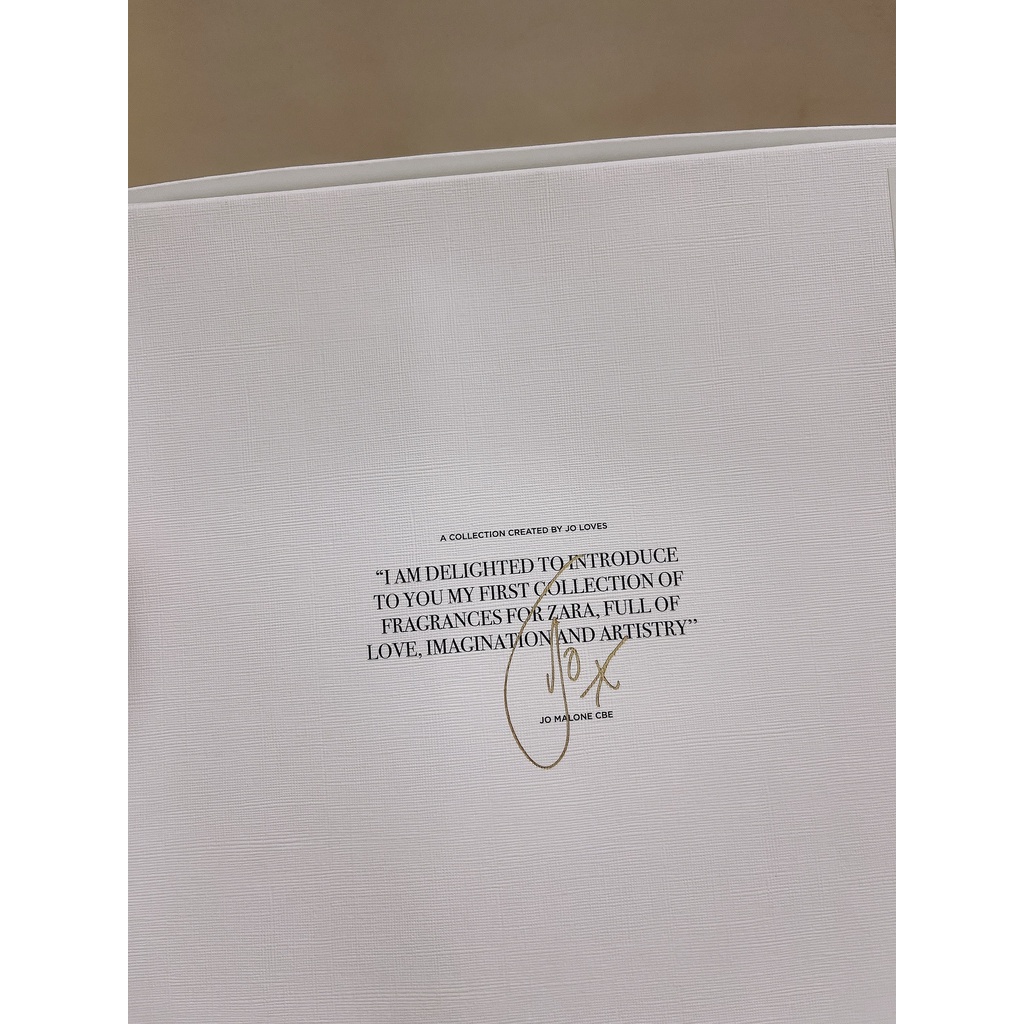 A COLLECTION CREATED BY JO LOVES
“I AM DELIGHTED TO INTRODUCE
TO YOU MY FIRST COLLECTION OF
FRAGRANCES FOR ZARA, FULL OF
LOVE, IMAGINATION AND ARTISTRY”
Jo x
JO MALONE CBE